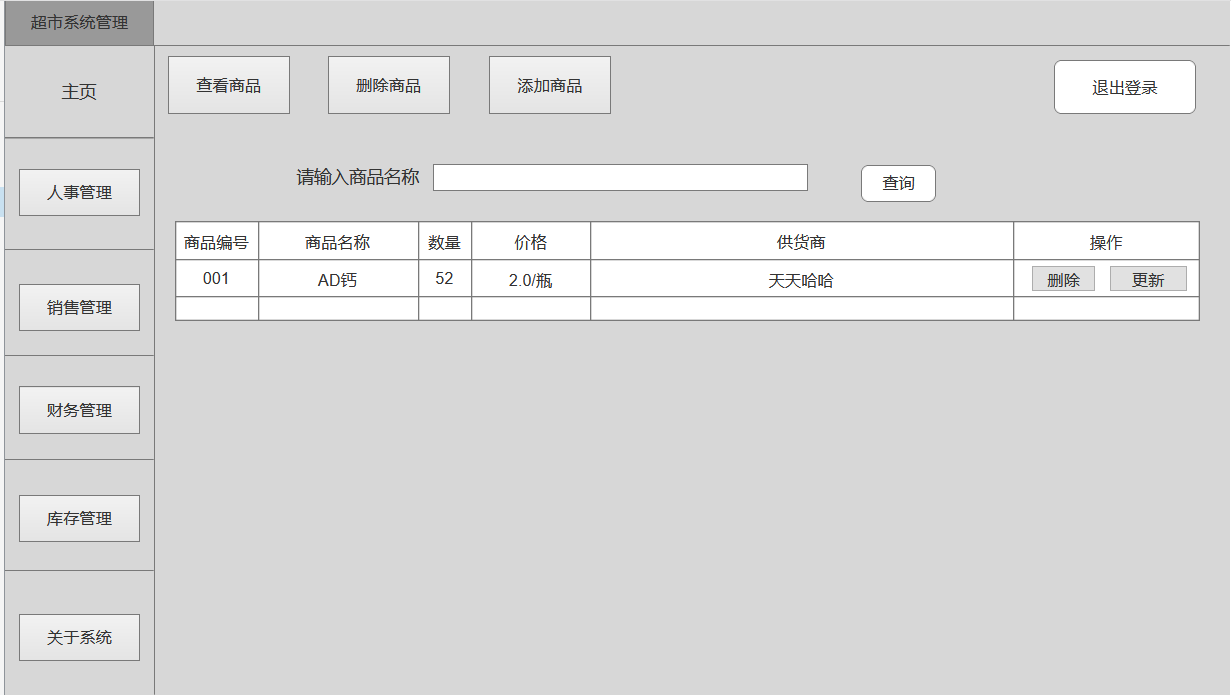 超市系统管理
主页
查看商品 删除商品 添加商品 退出登录
人事管理
请输入商品名称 查询
商品编号 商品名称 数量 价格 供货商 操作
001 AD钙 52 2.0/瓶 天天哈哈 删除 更新
销售管理
财务管理
库存管理
关于系统